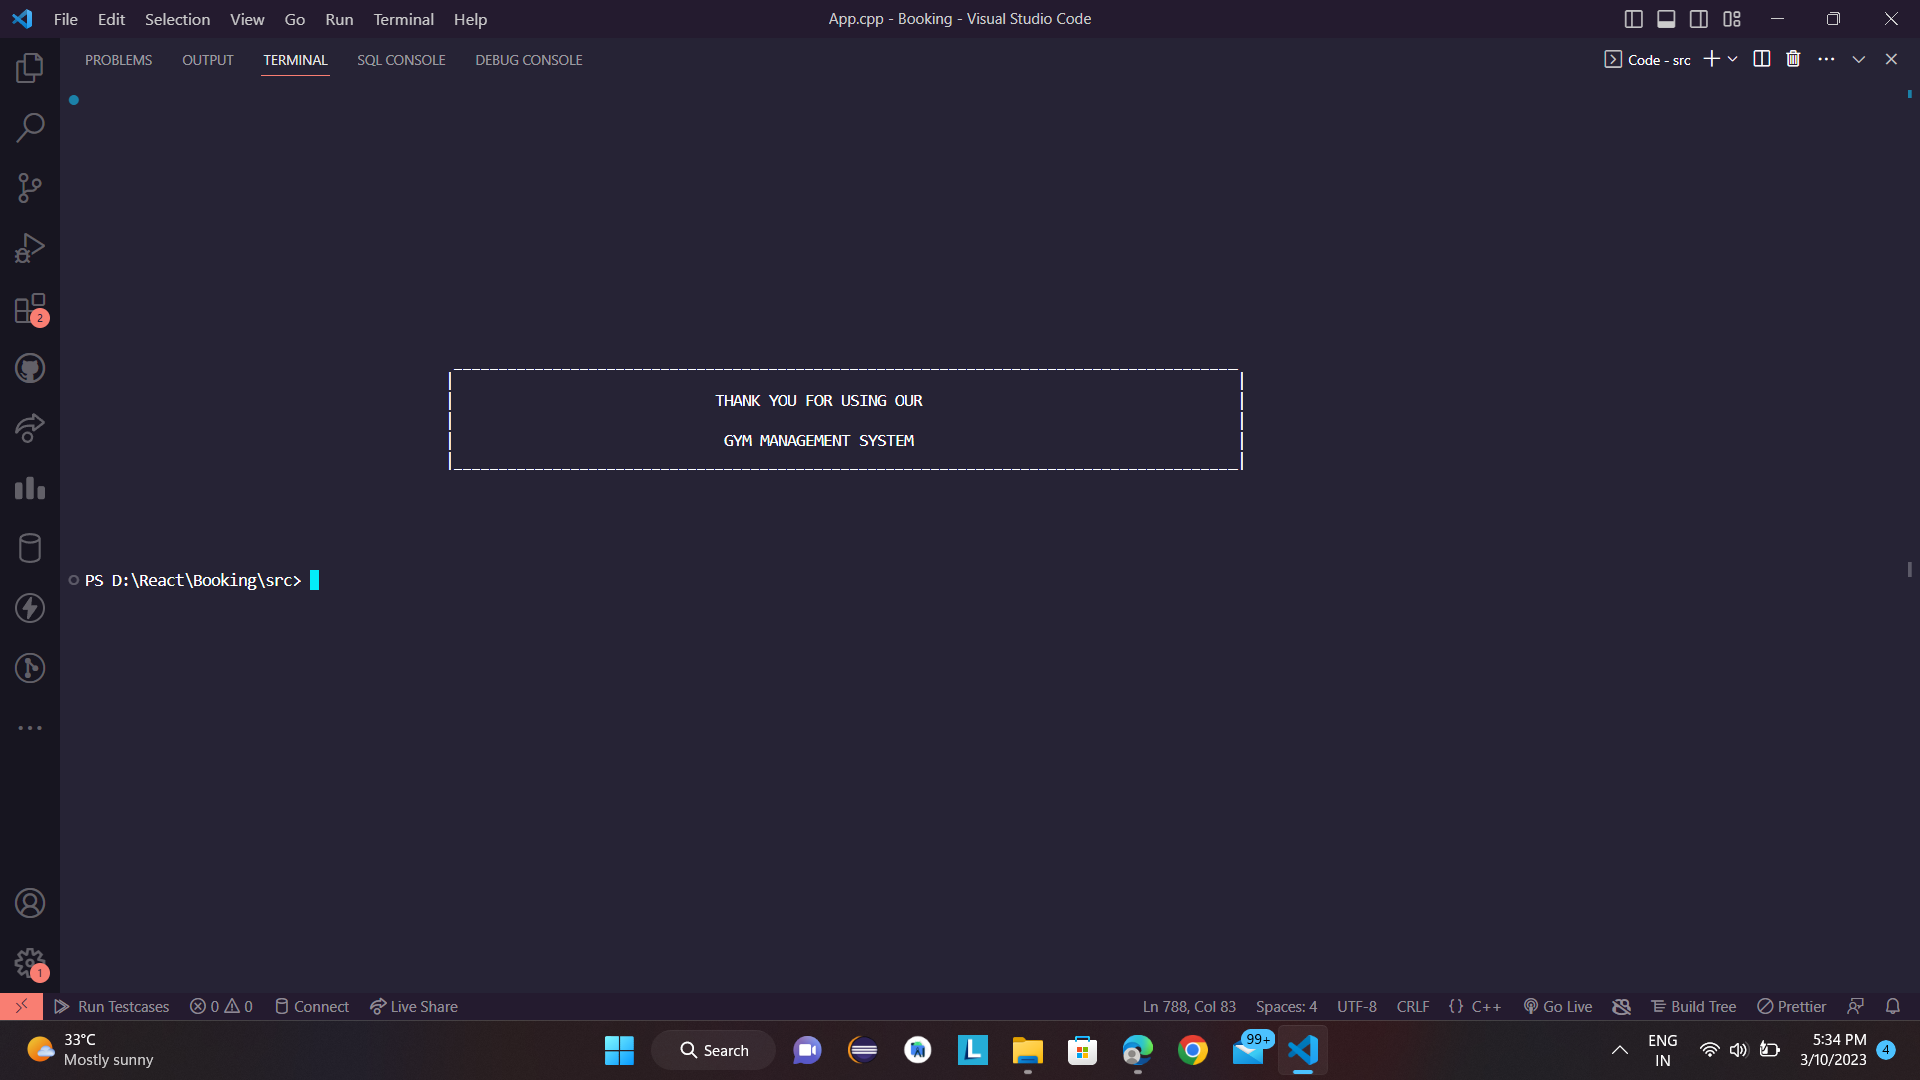 File Edit Selection View Go Run Terminal Help
App.cpp - Booking - Visual Studio Code
PROBLEMS OUTPUT TERMINAL SQL CONSOLE DEBUG CONSOLE
Code - src
2
THANK YOU FOR USING OUR
GYM MANAGEMENT SYSTEM
PS D:\React\Booking\src>
1
Run Testcases 0 0 Connect Live Share
Ln 788, Col 83 Spaces: 4 UTF-8 CRLF {} C++ Go Live Build Tree Prettier
33°C
Mostly sunny
Search
AI
L
99+
ENG
IN
5:34 PM
3/10/2023
4